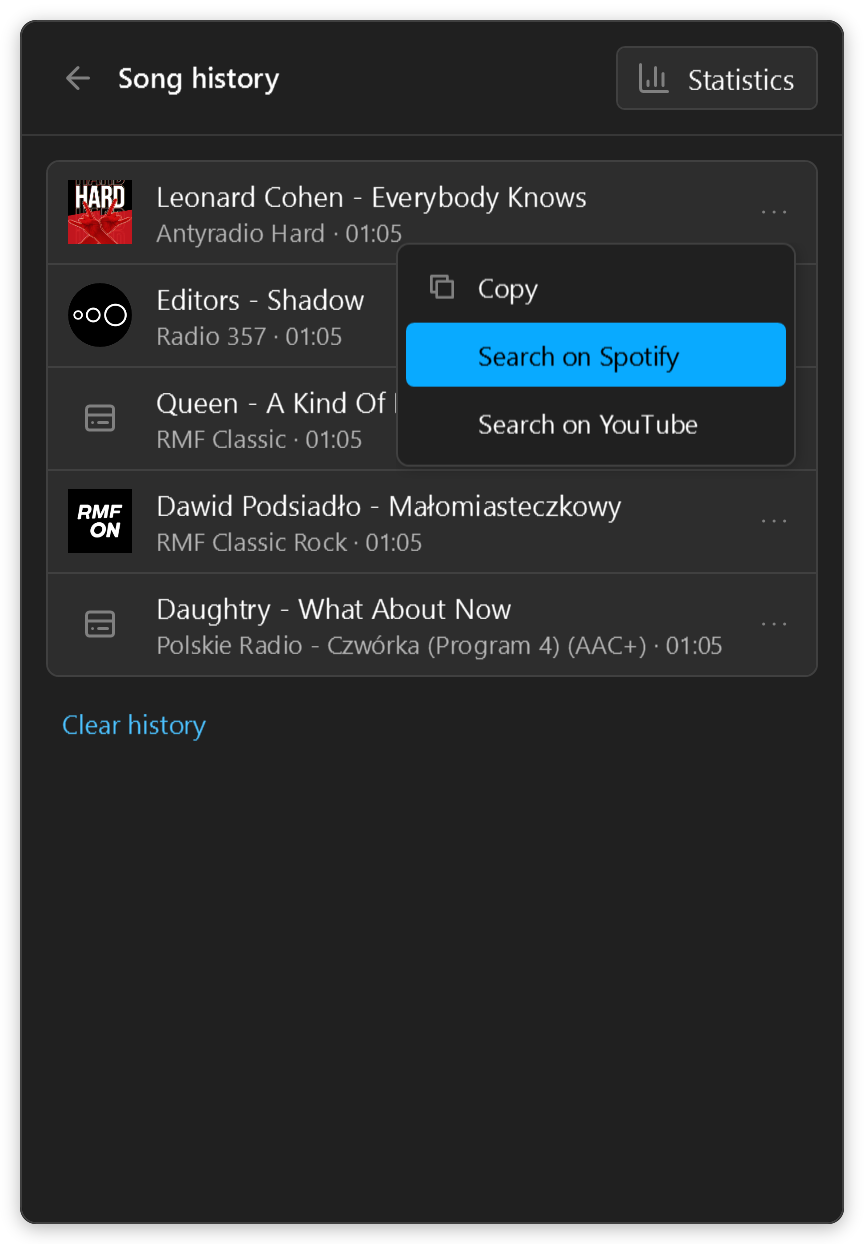 Song history
Statistics
HARD
Leonard Cohen - Everybody Knows
Antyradio Hard · 01:05
Copy
Search on Spotify
Search on YouTube
Editors - Shadow
Radio 357 · 01:05
Queen - A Kind Of
RMF Classic · 01:05
RMF
ON
Dawid Podsiadło - Małomiasteczkowy
RMF Classic Rock · 01:05
Daughtry - What About Now
Polskie Radio - Czwórka (Program 4) (AAC+) · 01:05
Clear history